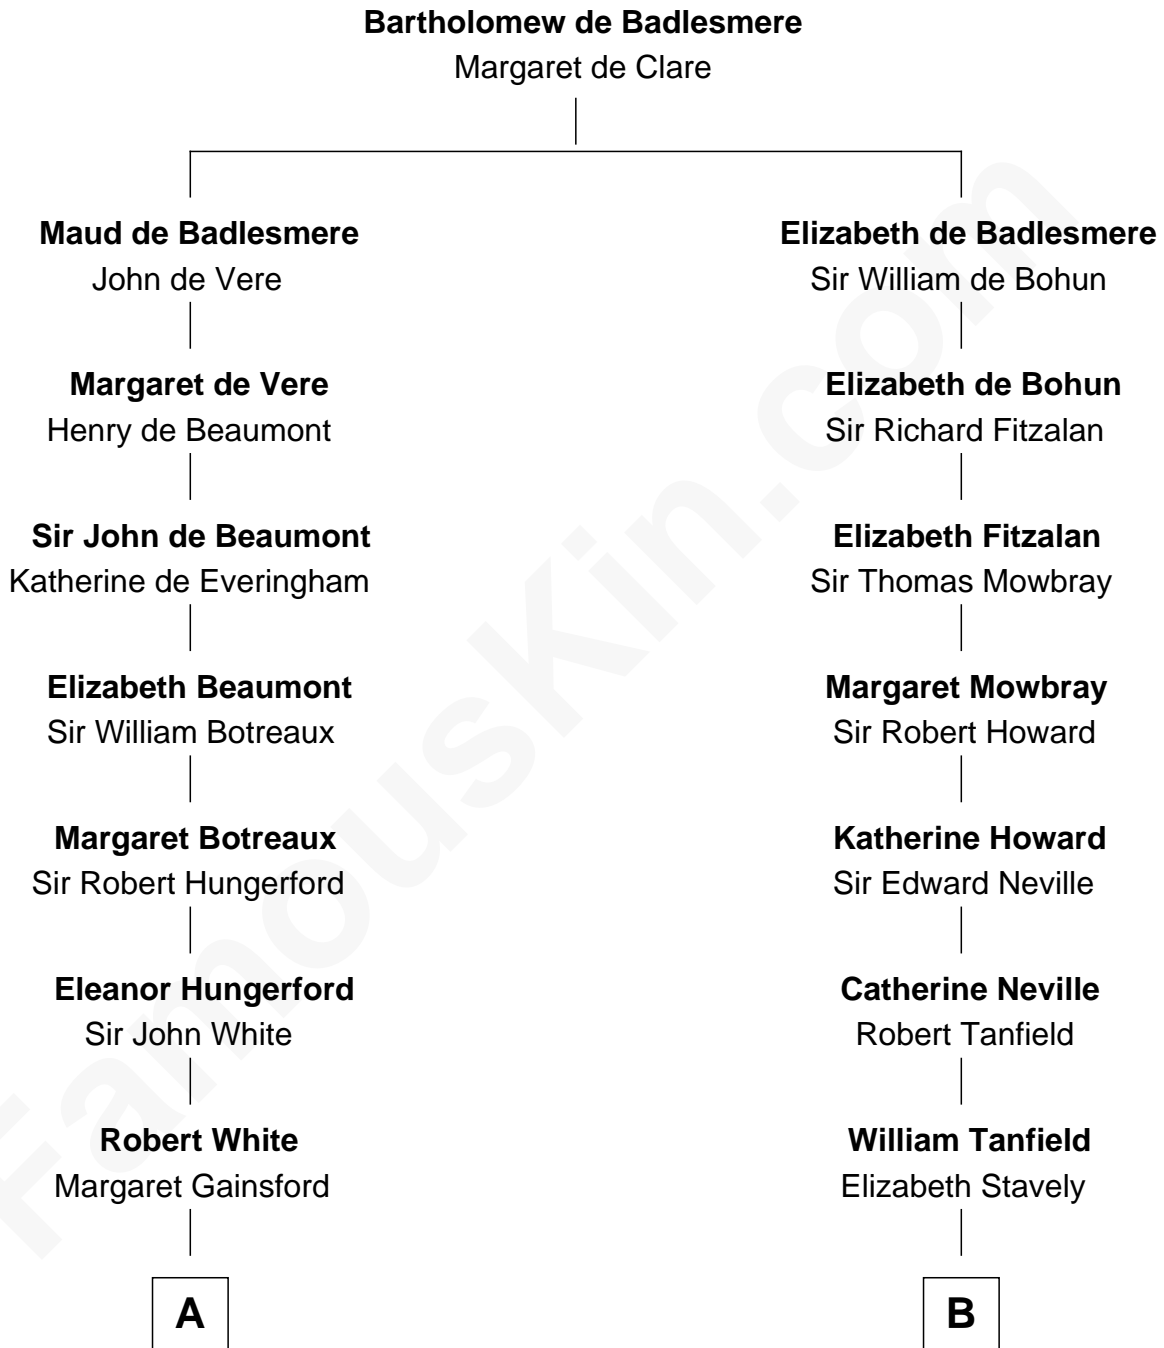 Bartholomew de Badlesmere
Margaret de Clare
Maud de Badlesmere
John de Vere
Elizabeth de Badlesmere
Sir William de Bohun
Margaret de Vere
Henry de Beaumont
Elizabeth de Bohun
Sir Richard Fitzalan
Sir John de Beaumont
Katherine de Everingham
Elizabeth Fitzalan
Sir Thomas Mowbray
Elizabeth Beaumont
Sir William Botreaux
Margaret Mowbray
Sir Robert Howard
Margaret Botreaux
Sir Robert Hungerford
Katherine Howard
Sir Edward Neville
Eleanor Hungerford
Sir John White
Catherine Neville
Robert Tanfield
Robert White
Margaret Gainsford
William Tanfield
Elizabeth Stavely
A
B
FamousKin.com